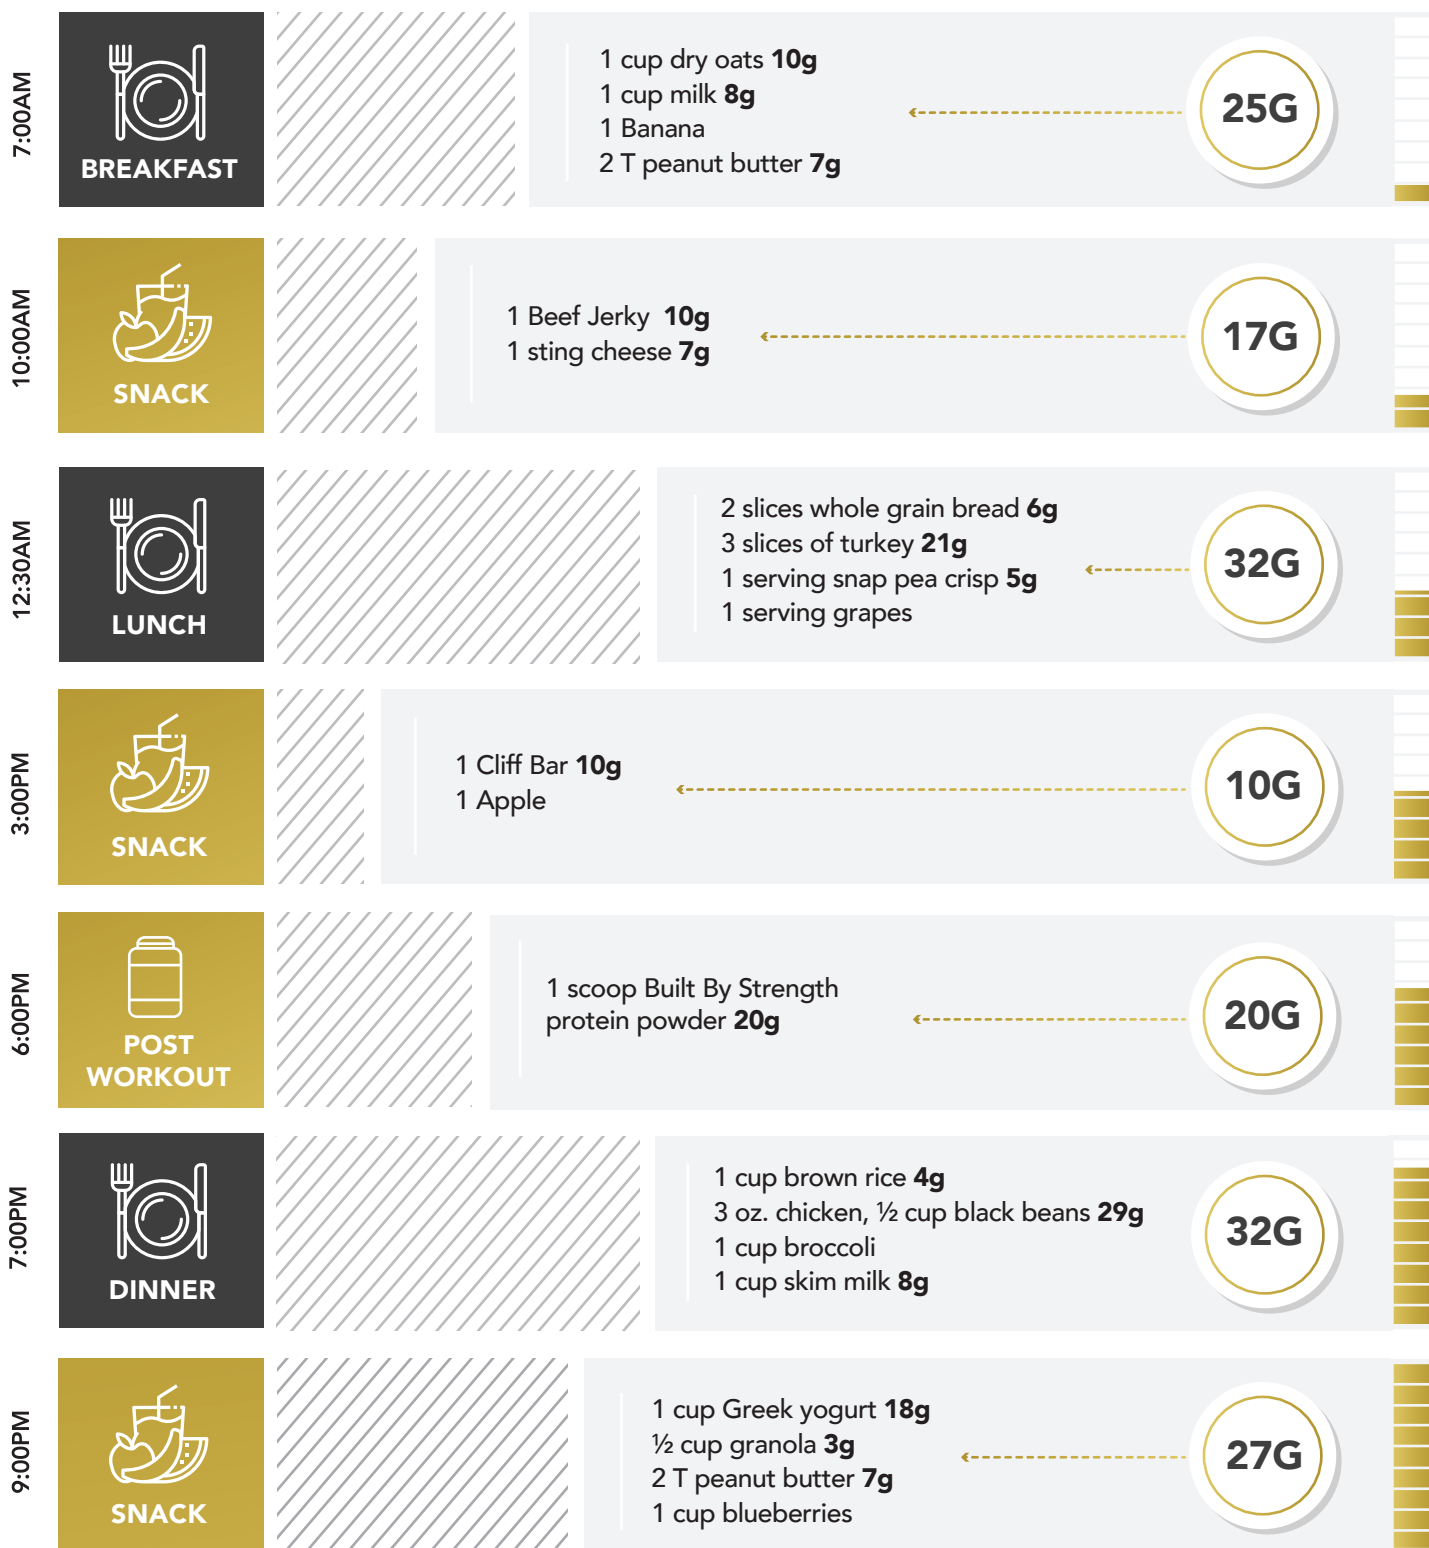 7:00AM
BREAKFAST
1 cup dry oats 10g
1 cup milk 8g
1 Banana
2 T peanut butter 7g
25G
10:00AM
SNACK
1 Beef Jerky 10g
1 sting cheese 7g
17G
12:30AM
LUNCH
2 slices whole grain bread 6g
3 slices of turkey 21g
1 serving snap pea crisp 5g
1 serving grapes
32G
3:00PM
SNACK
1 Cliff Bar 10g
1 Apple
10G
6:00PM
POST
WORKOUT
1 scoop Built By Strength
protein powder 20g
20G
7:00PM
DINNER
1 cup brown rice 4g
3 oz. chicken, ½ cup black beans 29g
1 cup broccoli
1 cup skim milk 8g
32G
9:00PM
SNACK
1 cup Greek yogurt 18g
½ cup granola 3g
2 T peanut butter 7g
1 cup blueberries
27G